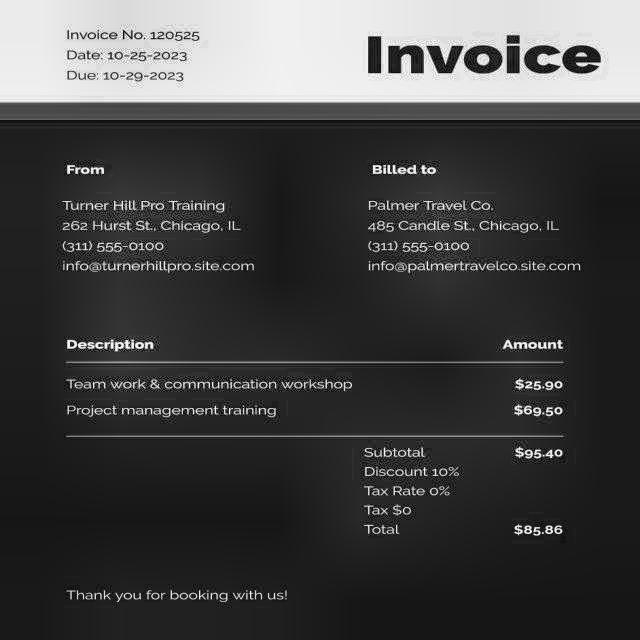 Invoice No. 120525
Date: 10-25-2023
Due: 10-29-2023
Invoice
From
Turner Hill Pro Training
262 Hurst St., Chicago, IL
(311) 555-0100
info@turnerhillpro.site.com
Billed to
Palmer Travel Co.
485 Candle St., Chicago, IL
(311) 555-0100
info@palmertravelco.site.com
Description Amount
Team work & communication workshop $25.90
Project management training $69.50
Subtotal $95.40
Discount 10%
Tax Rate 0%
Tax $0
Total $85.86
Thank you for booking with us!